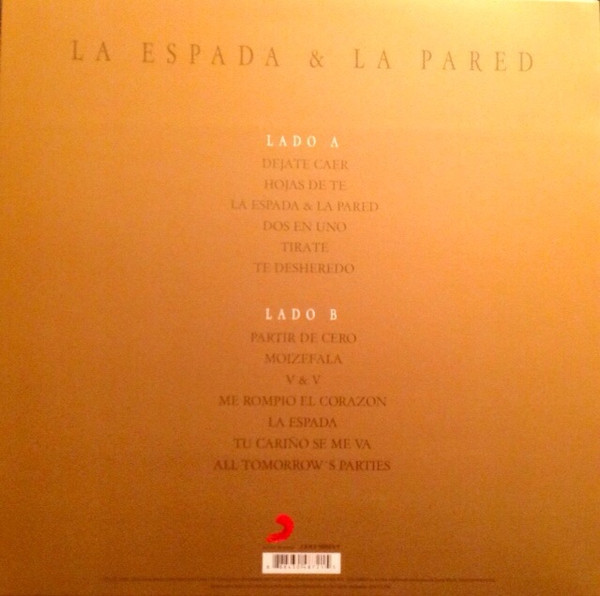 LA ESPADA & LA PARED
LADO A
DEJATE CAER
HOJAS DE TE
LA ESPADA & LA PARED
DOS EN UNO
TIRATE
TE DESHEREDO
LADO B
PARTIR DE CERO
MOIZEFALA
V & V
ME ROMPIO EL CORAZON
LA ESPADA
TU CARIÑO SE ME VA
ALL TOMORROW´S PARTIES